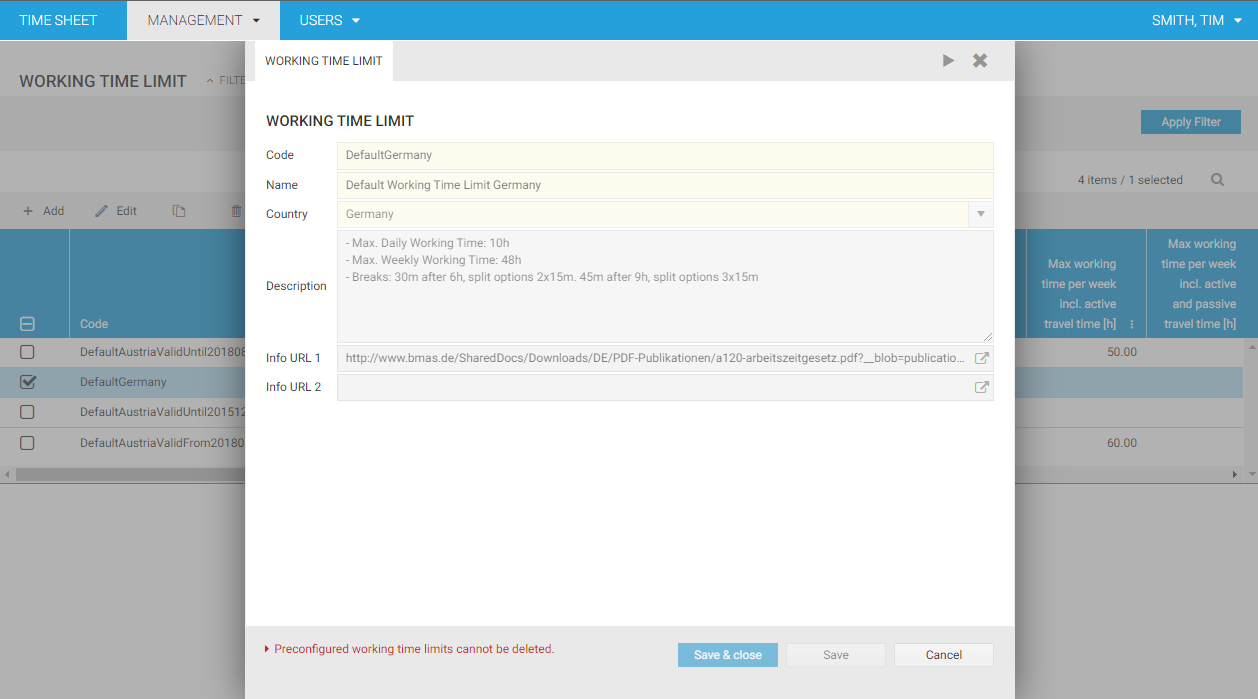 TIME SHEET
MANAGEMENT
USERS
SMITH, TIM
WORKING TIME LIMIT
FILTE
Apply Filter
4 items / 1 selected
Add
Edit
Code
Max working
time per week
incl. active
travel time [h]
Max working
time per week
incl. active
and passive
travel time [h]
DefaultAustriaValidUntil201808
50.00
DefaultGermany
DefaultAustriaValidUntil201512
DefaultAustriaValidFrom20180
60.00
WORKING TIME LIMIT
WORKING TIME LIMIT
Code
DefaultGermany
Name
Default Working Time Limit Germany
Country
Germany
Description
- Max. Daily Working Time: 10h
- Max. Weekly Working Time: 48h
- Breaks: 30m after 6h, split options 2x15m. 45m after 9h, split options 3x15m
Info URL 1
http://www.bmas.de/SharedDocs/Downloads/DE/PDF-Publikationen/a120-arbeitszeitgesetz.pdf?__blob=publicatio...
Info URL 2
Preconfigured working time limits cannot be deleted.
Save & close
Save
Cancel